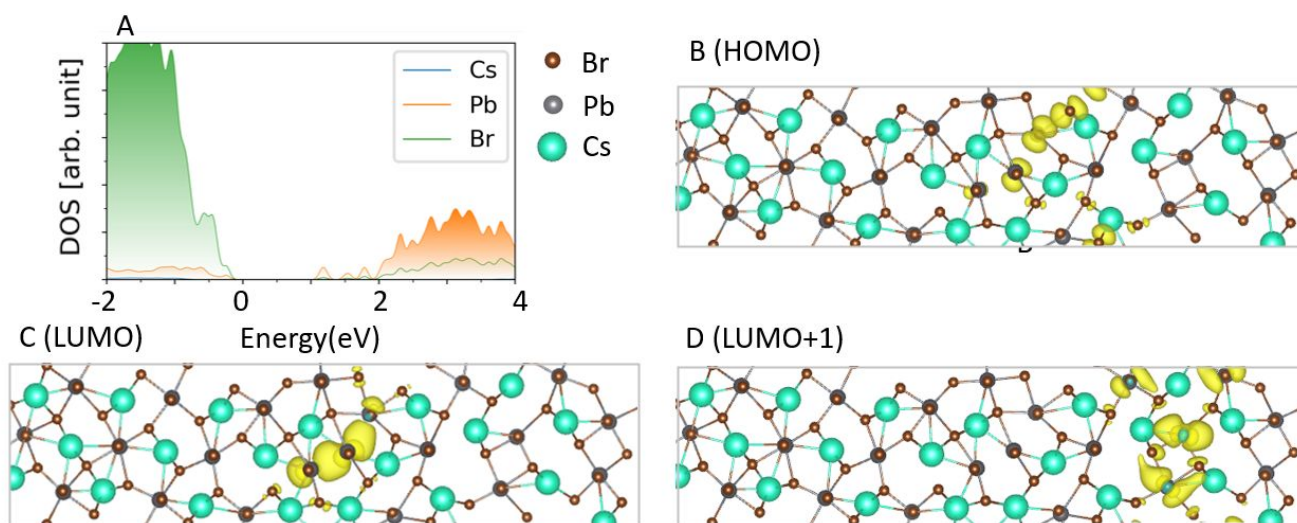 A
DOS [arb. unit]
Cs
Pb
Br
-2
0
2
4
Energy(eV)
Br
Pb
Cs
B (HOMO)
C (LUMO)
D (LUMO+1)